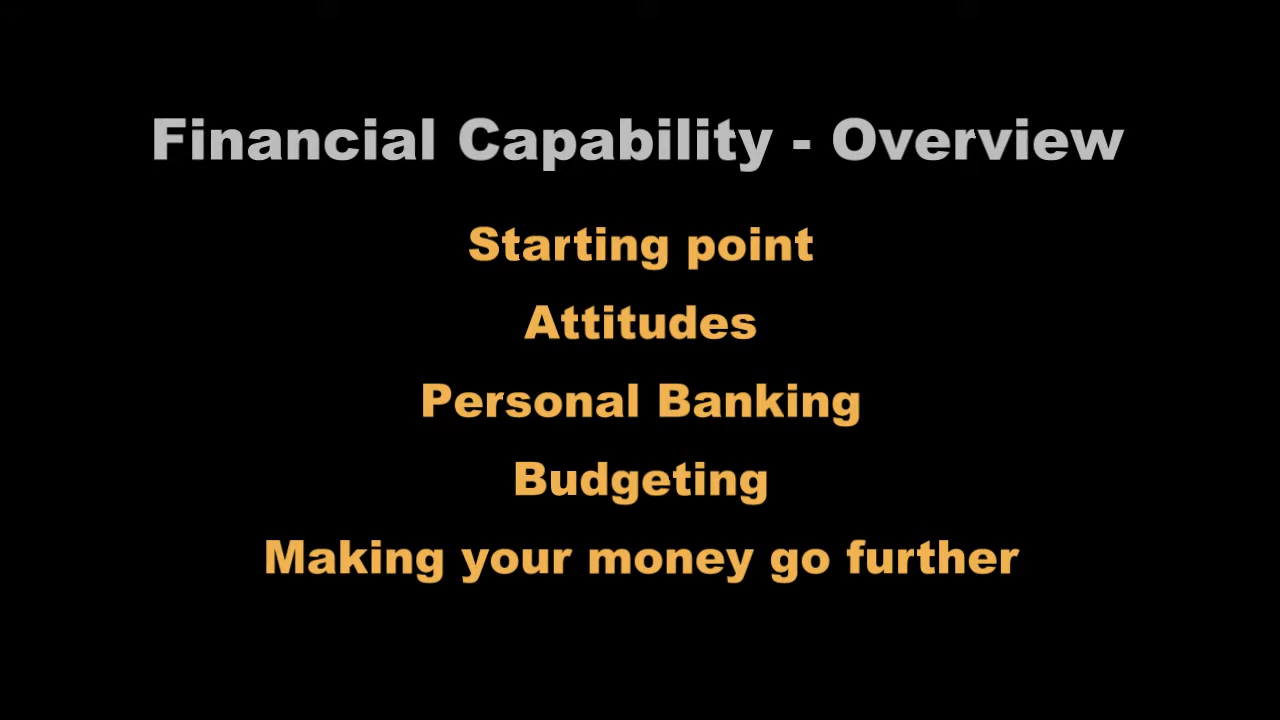 Financial Capability - Overview
Starting point
Attitudes
Personal Banking
Budgeting
Making your money go further